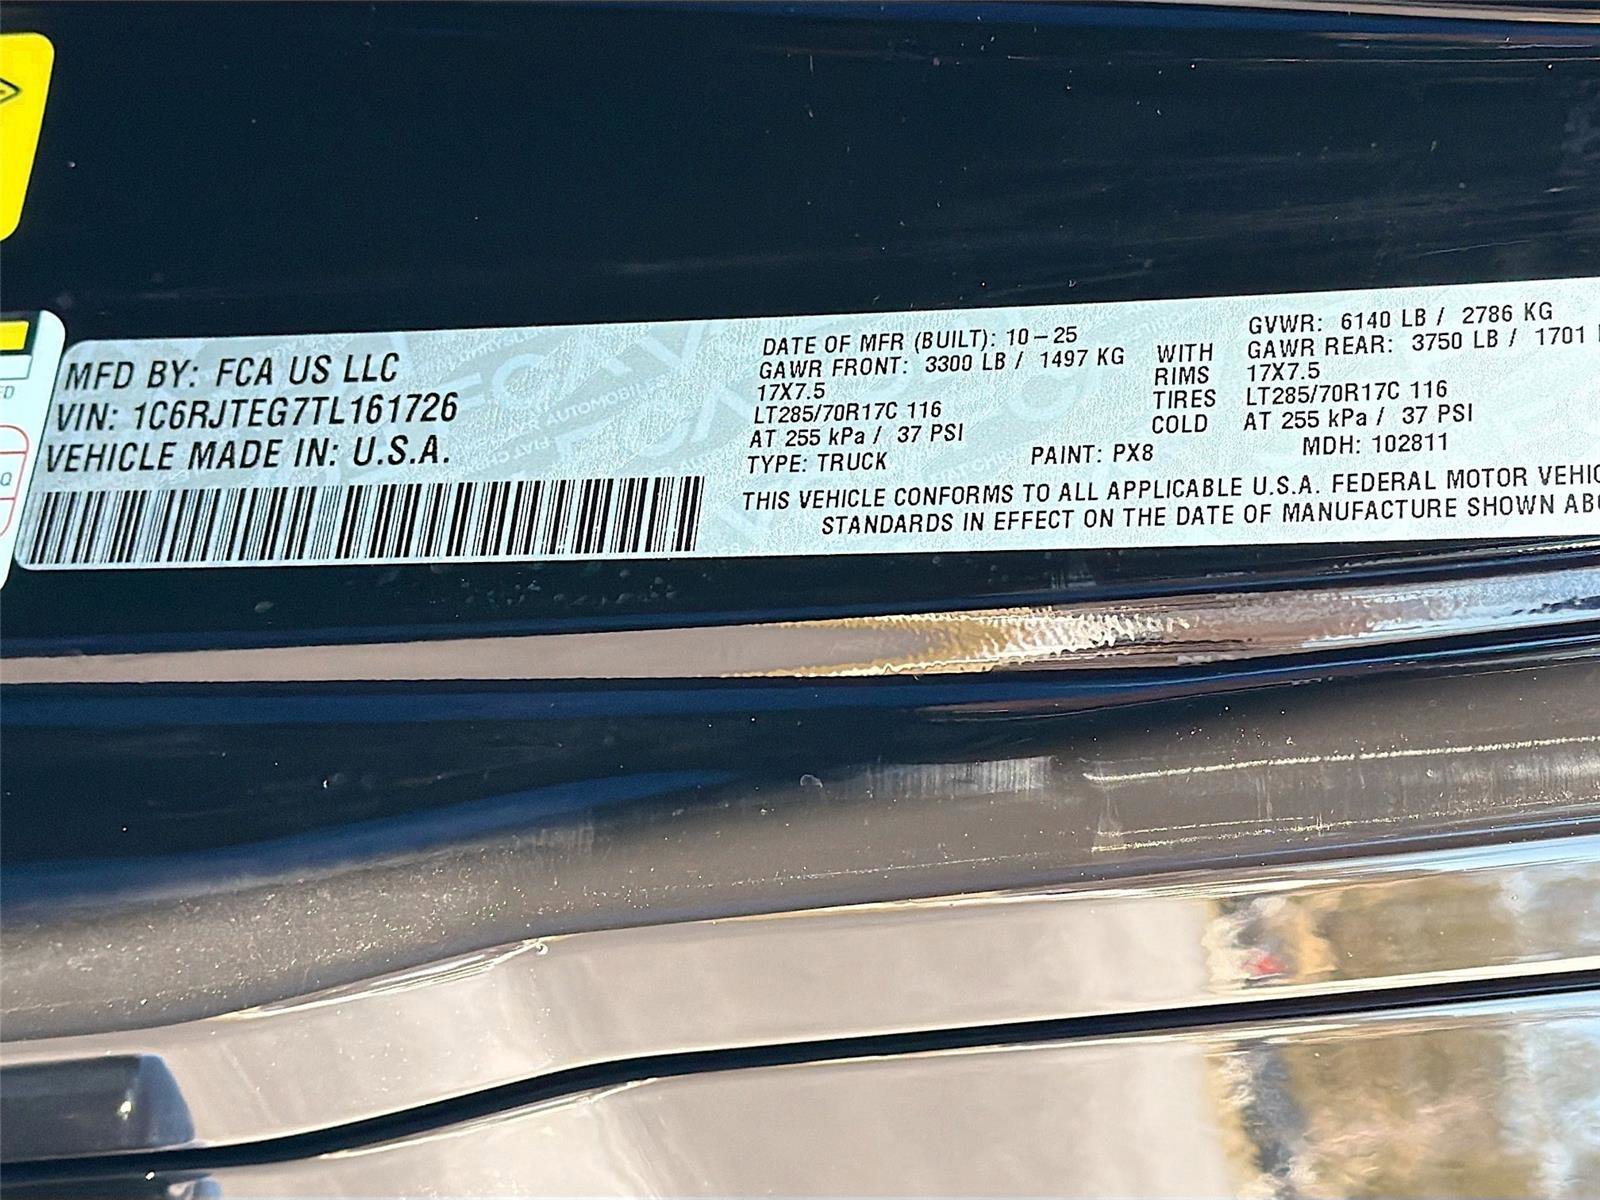 MFD BY: FCA US LLC
VIN: 1C6RJTEG7TL161726
VEHICLE MADE IN: U.S.A.
DATE OF MFR (BUILT): 10-25 GVWR: 6140 LB / 2786 KG
GAWR FRONT: 3300 LB / 1497 KG WITH GAWR REAR: 3750 LB / 1701
17X7.5 RIMS 17X7.5
LT285/70R17C 116 TIRES LT285/70R17C 116
AT 255 kPa / 37 PSI COLD AT 255 kPa / 37 PSI
TYPE: TRUCK PAINT: PX8 MDH: 102811
THIS VEHICLE CONFORMS TO ALL APPLICABLE U.S.A. FEDERAL MOTOR
STANDARDS IN EFFECT ON THE DATE OF MANUFACTURE SHOWN